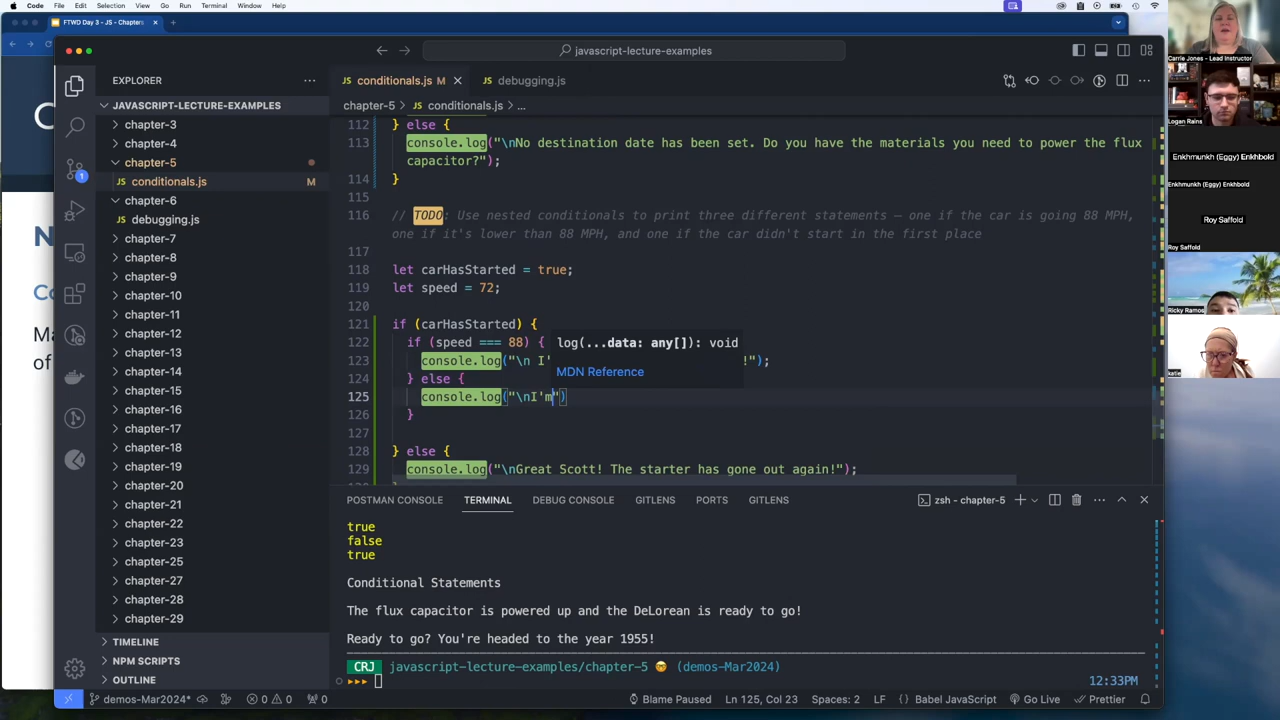 Code File Edit Selection View Go Run Terminal Window Help
FTWD Day 3 - JS - Chapters
javascript-lecture-examples
EXPLORER
JAVASCRIPT-LECTURE-EXAMPLES
chapter-3
chapter-4
chapter-5
JS conditionals.js M
chapter-6
JS debugging.js
chapter-7
chapter-8
chapter-9
chapter-10
chapter-11
chapter-12
chapter-13
chapter-14
chapter-15
chapter-16
chapter-17
chapter-18
chapter-19
chapter-20
chapter-21
chapter-22
chapter-23
chapter-25
chapter-27
chapter-28
chapter-29
TIMELINE
NPM SCRIPTS
OUTLINE
JS conditionals.js M
JS debugging.js
chapter-5 > JS conditionals.js > ...
112 } else {
113 console.log("\nNo destination date has been set. Do you have the materials you need to power the flux
capacitor?");
114 }
115
116 // TODO: Use nested conditionals to print three different statements — one if the car is going 88 MPH,
one if it's lower than 88 MPH, and one if the car didn't start in the first place
117
118 let carHasStarted = true;
119 let speed = 72;
120
121 if (carHasStarted) {
122 if (speed === 88) {
123 console.log("\n I' !");
124 } else {
125 console.log("\nI'm")
126 }
127
128 } else {
129 console.log("\nGreat Scott! The starter has gone out again!");
log(...data: any[]): void
MDN Reference
POSTMAN CONSOLE TERMINAL DEBUG CONSOLE GITLENS PORTS GITLENS
zsh - chapter-5
true
false
true
Conditional Statements
The flux capacitor is powered up and the DeLorean is ready to go!
Ready to go? You're headed to the year 1955!
CRJ javascript-lecture-examples/chapter-5 (demos-Mar2024)
12:33PM
demos-Mar2024* 0 0 0 Blame Paused Ln 125, Col 23 Spaces: 2 LF {} Babel JavaScript Go Live Prettier
Carrie Jones - Lead Instructor
Logan Rains
Enkhmunkh (Eggy) Enkhbold
Enkhmunkh (Eggy) Enkhbold
Roy Saffold
Roy Saffold
Ricky Ramos
katie